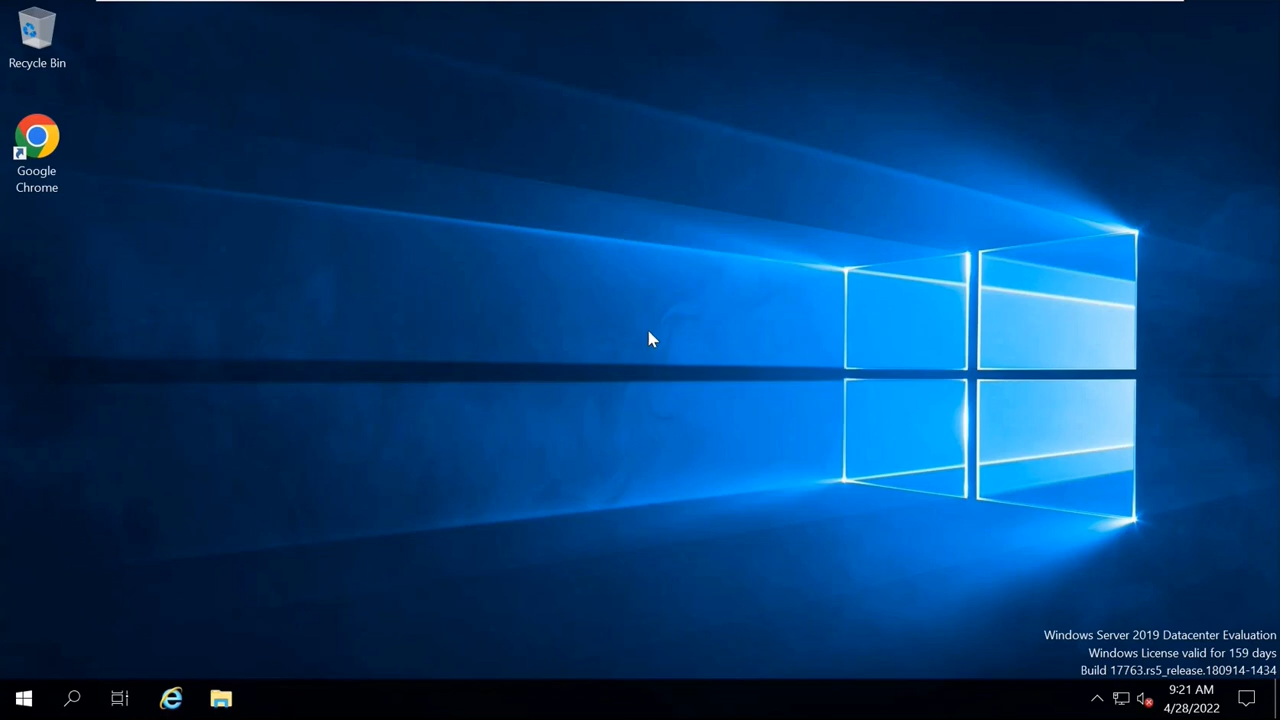 Recycle Bin
Google
Chrome
Windows Server 2019 Datacenter Evaluation
Windows License valid for 159 days
Build 17763.rs5_release.180914-1434
9:21 AM
4/28/2022